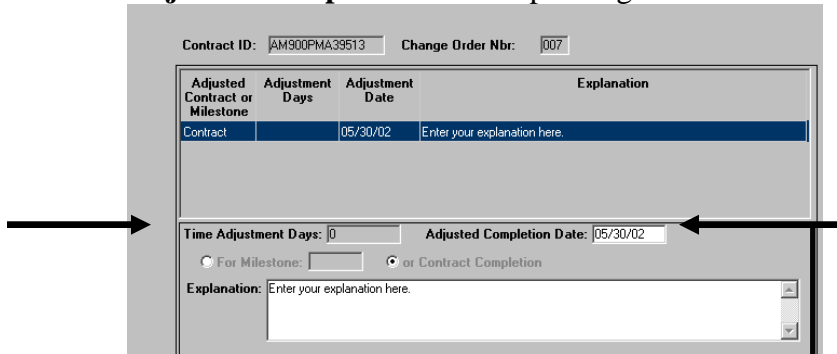 Contract ID: AM900PMA39513 Change Order Nbr: 007
Adjusted Contract or Milestone Adjustment Days Adjustment Date Explanation
Contract 05/30/02 Enter your explanation here.
Time Adjustment Days: 0 Adjusted Completion Date: 05/30/02
For Milestone: or Contract Completion
Explanation: Enter your explanation here.